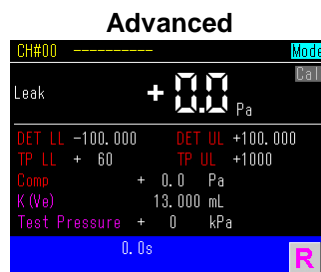 Advanced
CH#00 ---------- Mode
Cal
Leak + 0.0 Pa
DET LL -100.000 DET UL +100.000
TP LL + 60 TP UL +1000
Comp + 0.0 Pa
K(Ve) 13.000 mL
Test Pressure + 0 kPa
0.0s
R